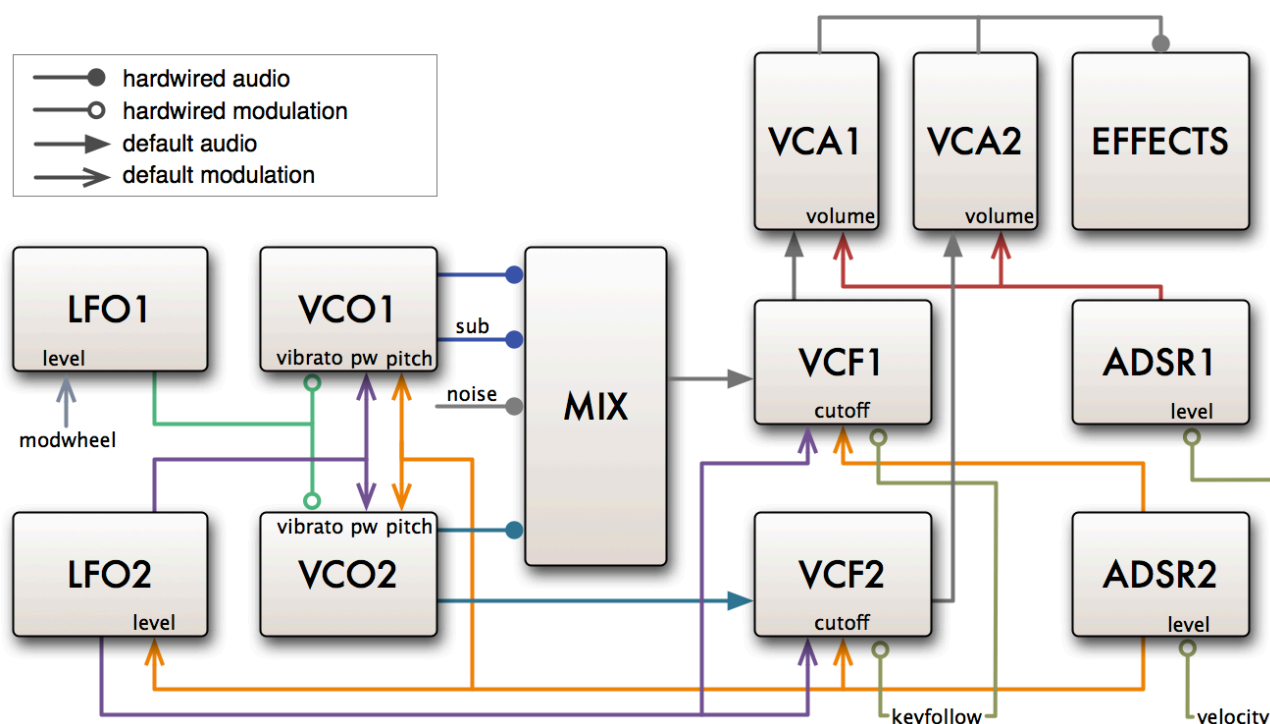 hardwired audio
hardwired modulation
default audio
default modulation
VCA1
volume
VCA2
volume
EFFECTS
LFO1
level
modwheel
VCO1
vibrato pw pitch
sub
noise
MIX
VCF1
cutoff
ADSR1
level
LFO2
level
vibrato pw pitch
VCO2
VCF2
cutoff
ADSR2
level
keyfollow
velocity